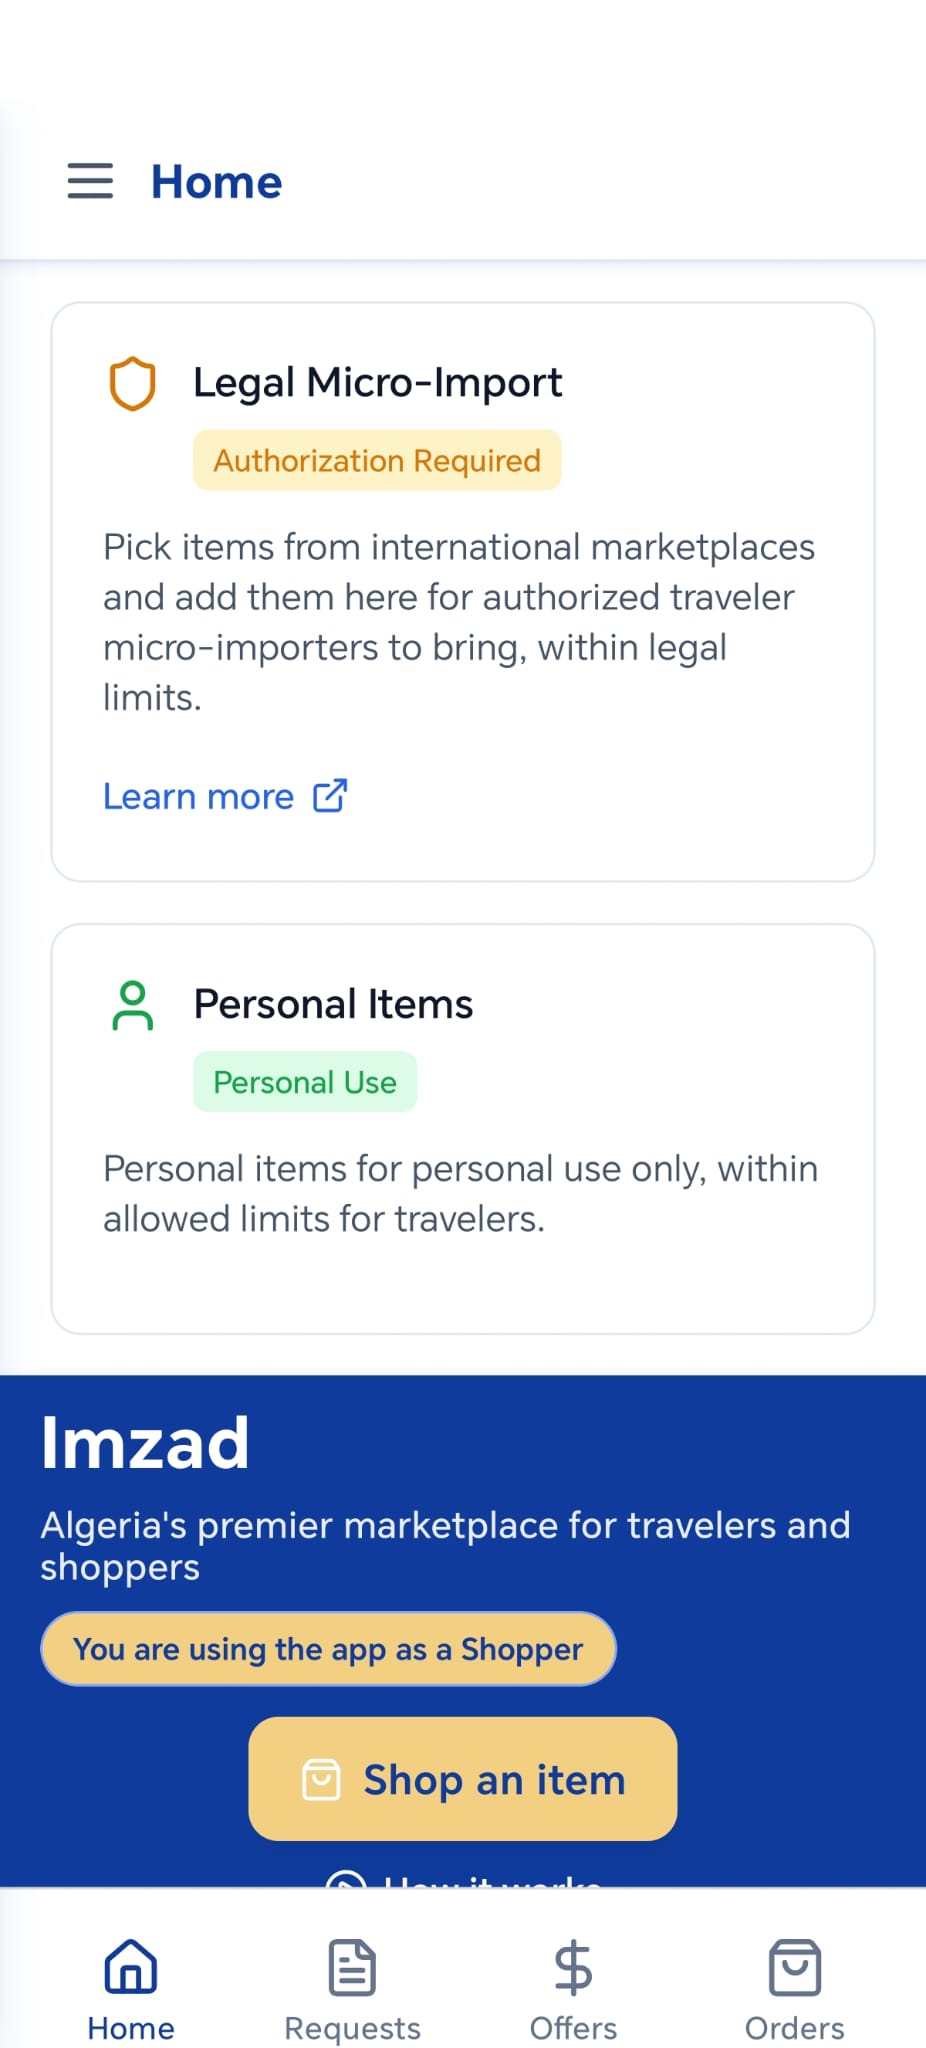 Home
Legal Micro-Import
Authorization Required
Pick items from international marketplaces
and add them here for authorized traveler
micro-importers to bring, within legal
limits.
Learn more
Personal Items
Personal Use
Personal items for personal use only, within
allowed limits for travelers.
Imzad
Algeria's premier marketplace for travelers and
shoppers
You are using the app as a Shopper
Shop an item
How it works
Home
Requests
Offers
Orders